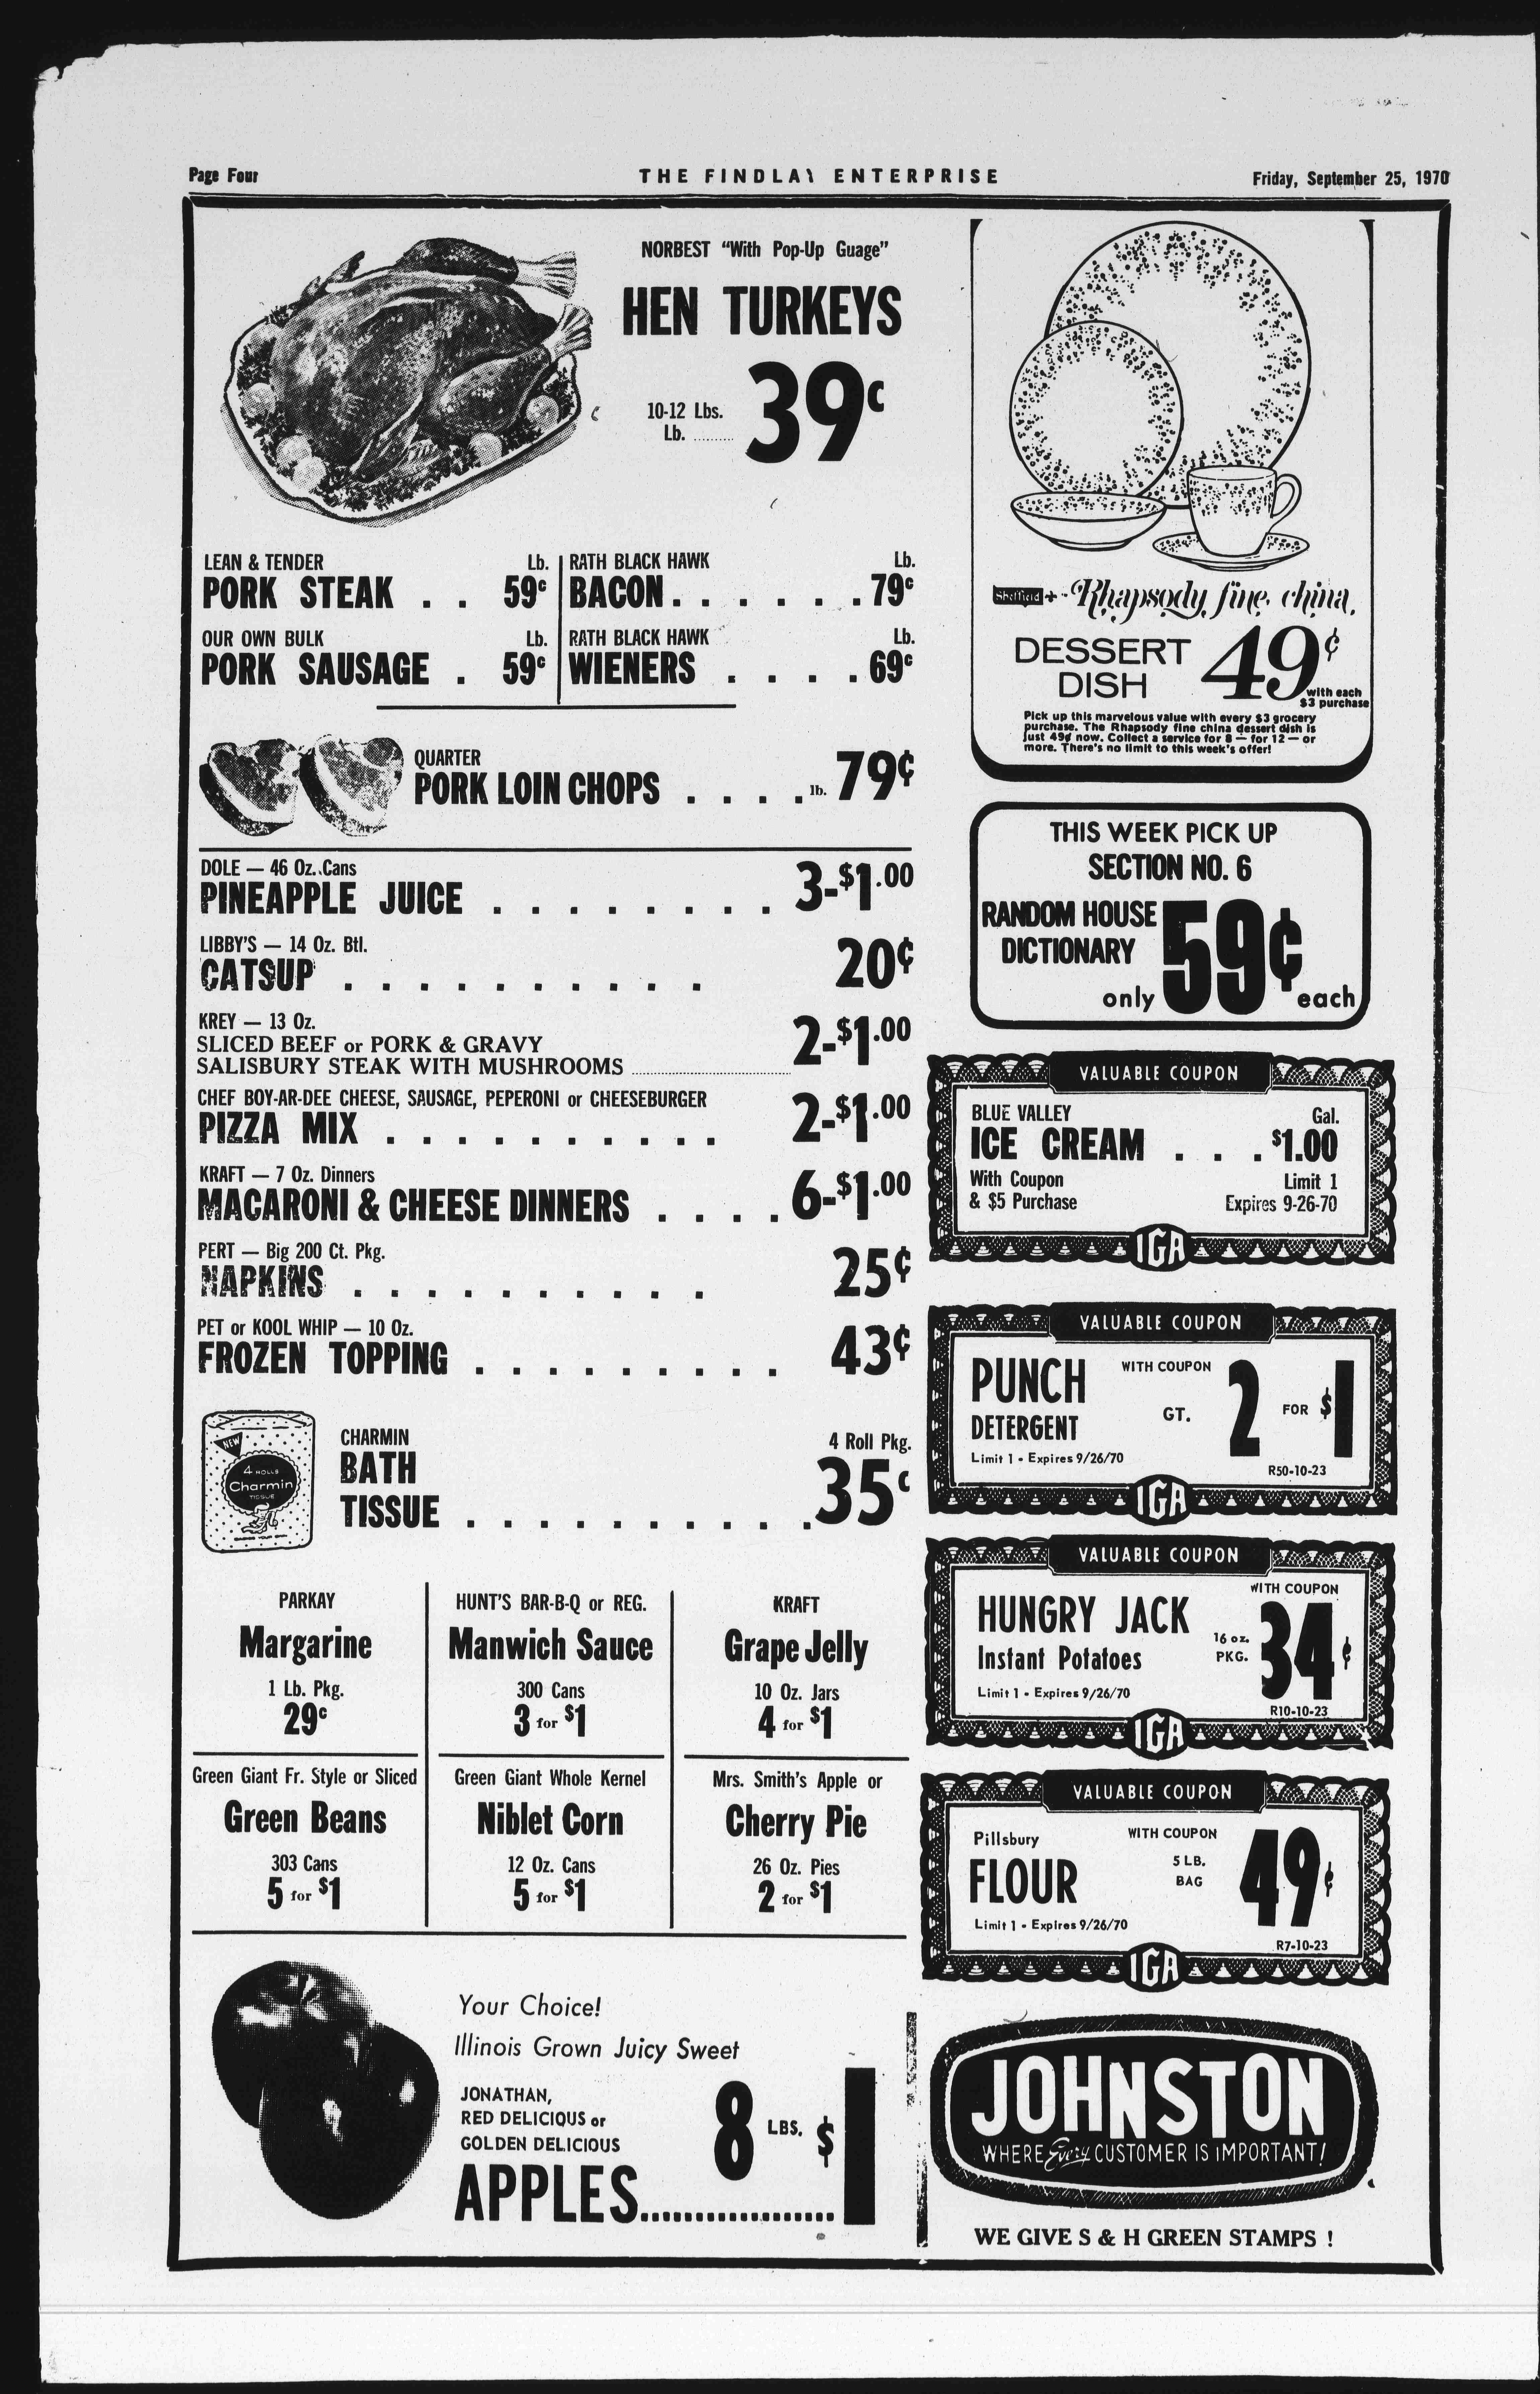 Page Four
THE FINDLAY ENTERPRISE
Friday, September 25, 1970
NORBEST "With Pop-Up Guage"
HEN TURKEYS
10-12 Lbs.
Lb. .......... 39¢
LEAN & TENDER Lb.
PORK STEAK . . 59¢
OUR OWN BULK Lb.
PORK SAUSAGE . 59¢
RATH BLACK HAWK Lb.
BACON . . . . . . . 79¢
RATH BLACK HAWK Lb.
WIENERS . . . . 69¢
QUARTER
PORK LOIN CHOPS . . . . lb. 79¢
DOLE — 46 Oz. Cans
PINEAPPLE JUICE . . . . . . . . 3-$1.00
LIBBY'S — 14 Oz. Btl.
CATSUP . . . . . . . . . . 20¢
KREY — 13 Oz.
SLICED BEEF or PORK & GRAVY
SALISBURY STEAK WITH MUSHROOMS ........ 2-$1.00
CHEF BOY-AR-DEE CHEESE, SAUSAGE, PEPERONI or CHEESEBURGER
PIZZA MIX . . . . . . . . . . 2-$1.00
KRAFT — 7 Oz. Dinners
MACARONI & CHEESE DINNERS . . . . 6-$1.00
PERT — Big 200 Ct. Pkg.
NAPKINS . . . . . . . . . . 25¢
PET or KOOL WHIP — 10 Oz.
FROZEN TOPPING . . . . . . . . . 43¢
NEW
4 ROLLS
Charmin
TISSUE
CHARMIN
BATH
TISSUE . . . . . . . . . .
4 Roll Pkg.
35¢
PARKAY
Margarine
1 Lb. Pkg.
29¢
HUNT'S BAR-B-Q or REG.
Manwich Sauce
300 Cans
3 for $1
KRAFT
Grape Jelly
10 Oz. Jars
4 for $1
Green Giant Fr. Style or Sliced
Green Beans
303 Cans
5 for $1
Green Giant Whole Kernel
Niblet Corn
12 Oz. Cans
5 for $1
Mrs. Smith's Apple or
Cherry Pie
26 Oz. Pies
2 for $1
Your Choice!
Illinois Grown Juicy Sweet
JONATHAN,
RED DELICIOUS or
GOLDEN DELICIOUS
APPLES...................
8 LBS. $1
Sheffield Rhapsody fine china
DESSERT
DISH
49¢
with each
$3 purchase
Pick up this marvelous value with every $3 grocery
purchase. The Rhapsody fine china dessert dish is
just 49¢ now. Collect a service for 8 — for 12 — or
more. There's no limit to this week's offer!
THIS WEEK PICK UP
SECTION NO. 6
RANDOM HOUSE
DICTIONARY
only 59¢ each
VALUABLE COUPON
BLUE VALLEY Gal.
ICE CREAM . . . $1.00
With Coupon Limit 1
& $5 Purchase Expires 9-26-70
IGA
VALUABLE COUPON
PUNCH
DETERGENT
WITH COUPON
GT. 2 FOR $1
Limit 1 - Expires 9/26/70
R50-10-23
IGA
VALUABLE COUPON
HUNGRY JACK
Instant Potatoes
WITH COUPON
16 oz.
PKG. 34¢
Limit 1 - Expires 9/26/70
R10-10-23
IGA
VALUABLE COUPON
Pillsbury
FLOUR
WITH COUPON
5 LB.
BAG
49¢
Limit 1 - Expires 9/26/70
R7-10-23
IGA
JOHNSTON
WHERE Every CUSTOMER IS IMPORTANT!
WE GIVE S & H GREEN STAMPS !